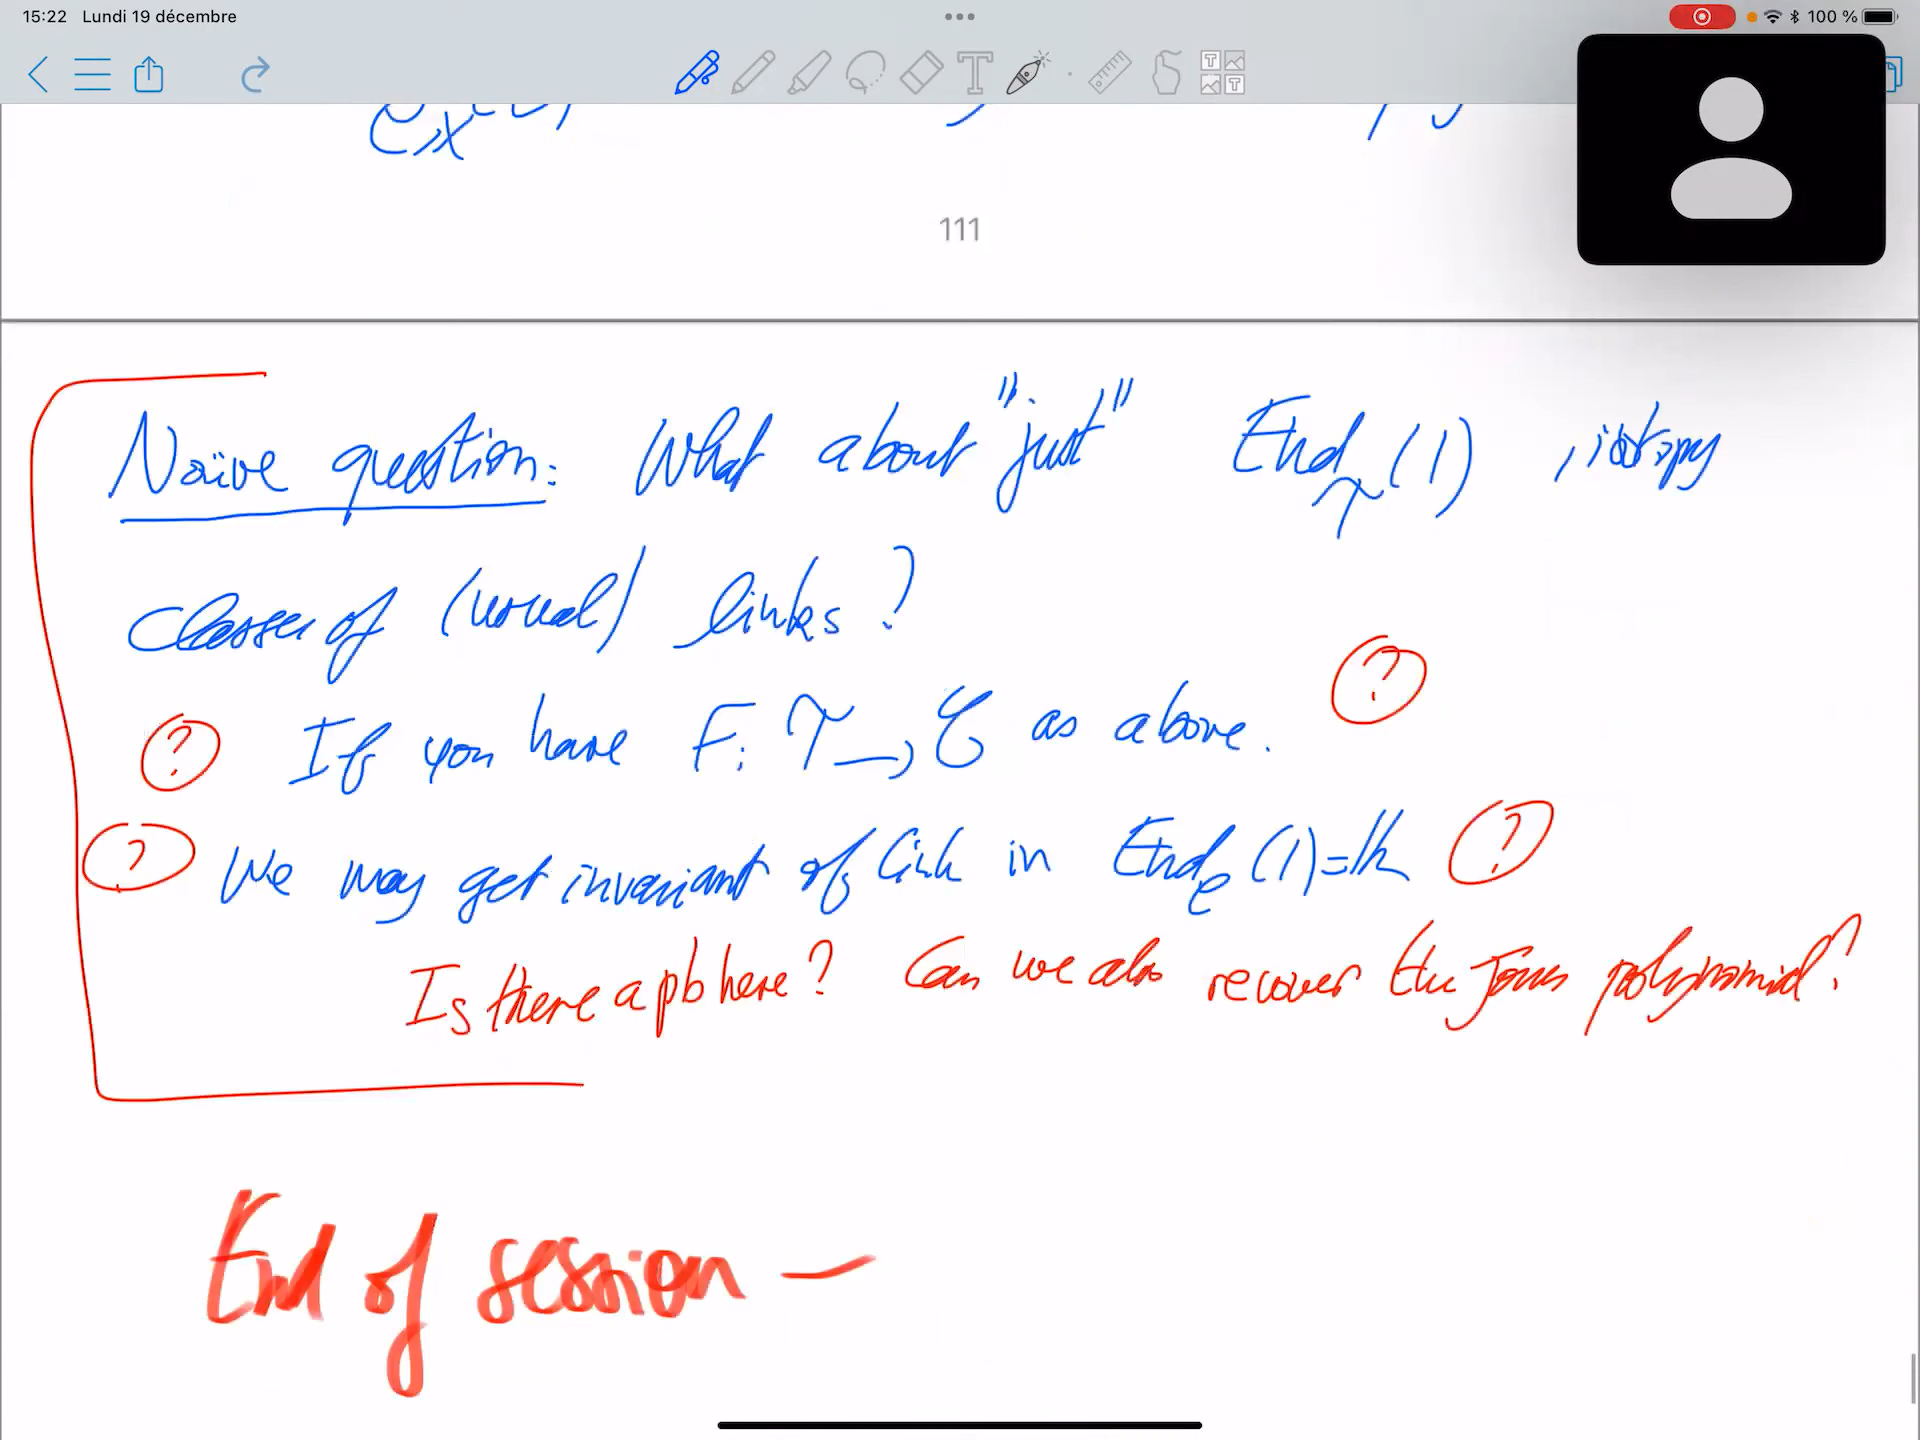 15:22 Lundi 19 décembre
100 %
111
Naïve question: What about "just" End_𝒯(1), isotopy
classes of (usual) links?
? If you have F: 𝒯 → 𝒞 as above. ?
? We may get invariant of link in End_𝒞(1)=𝕜 ?
Is there a pb here? Can we also recover the Jones polynomial?
End of session —